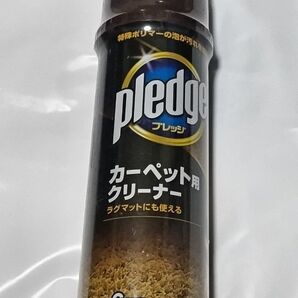 特殊ポリマーの泡が汚れを
pledge
プレッジ
カーペット用
クリーナー
ラグマットにも使える